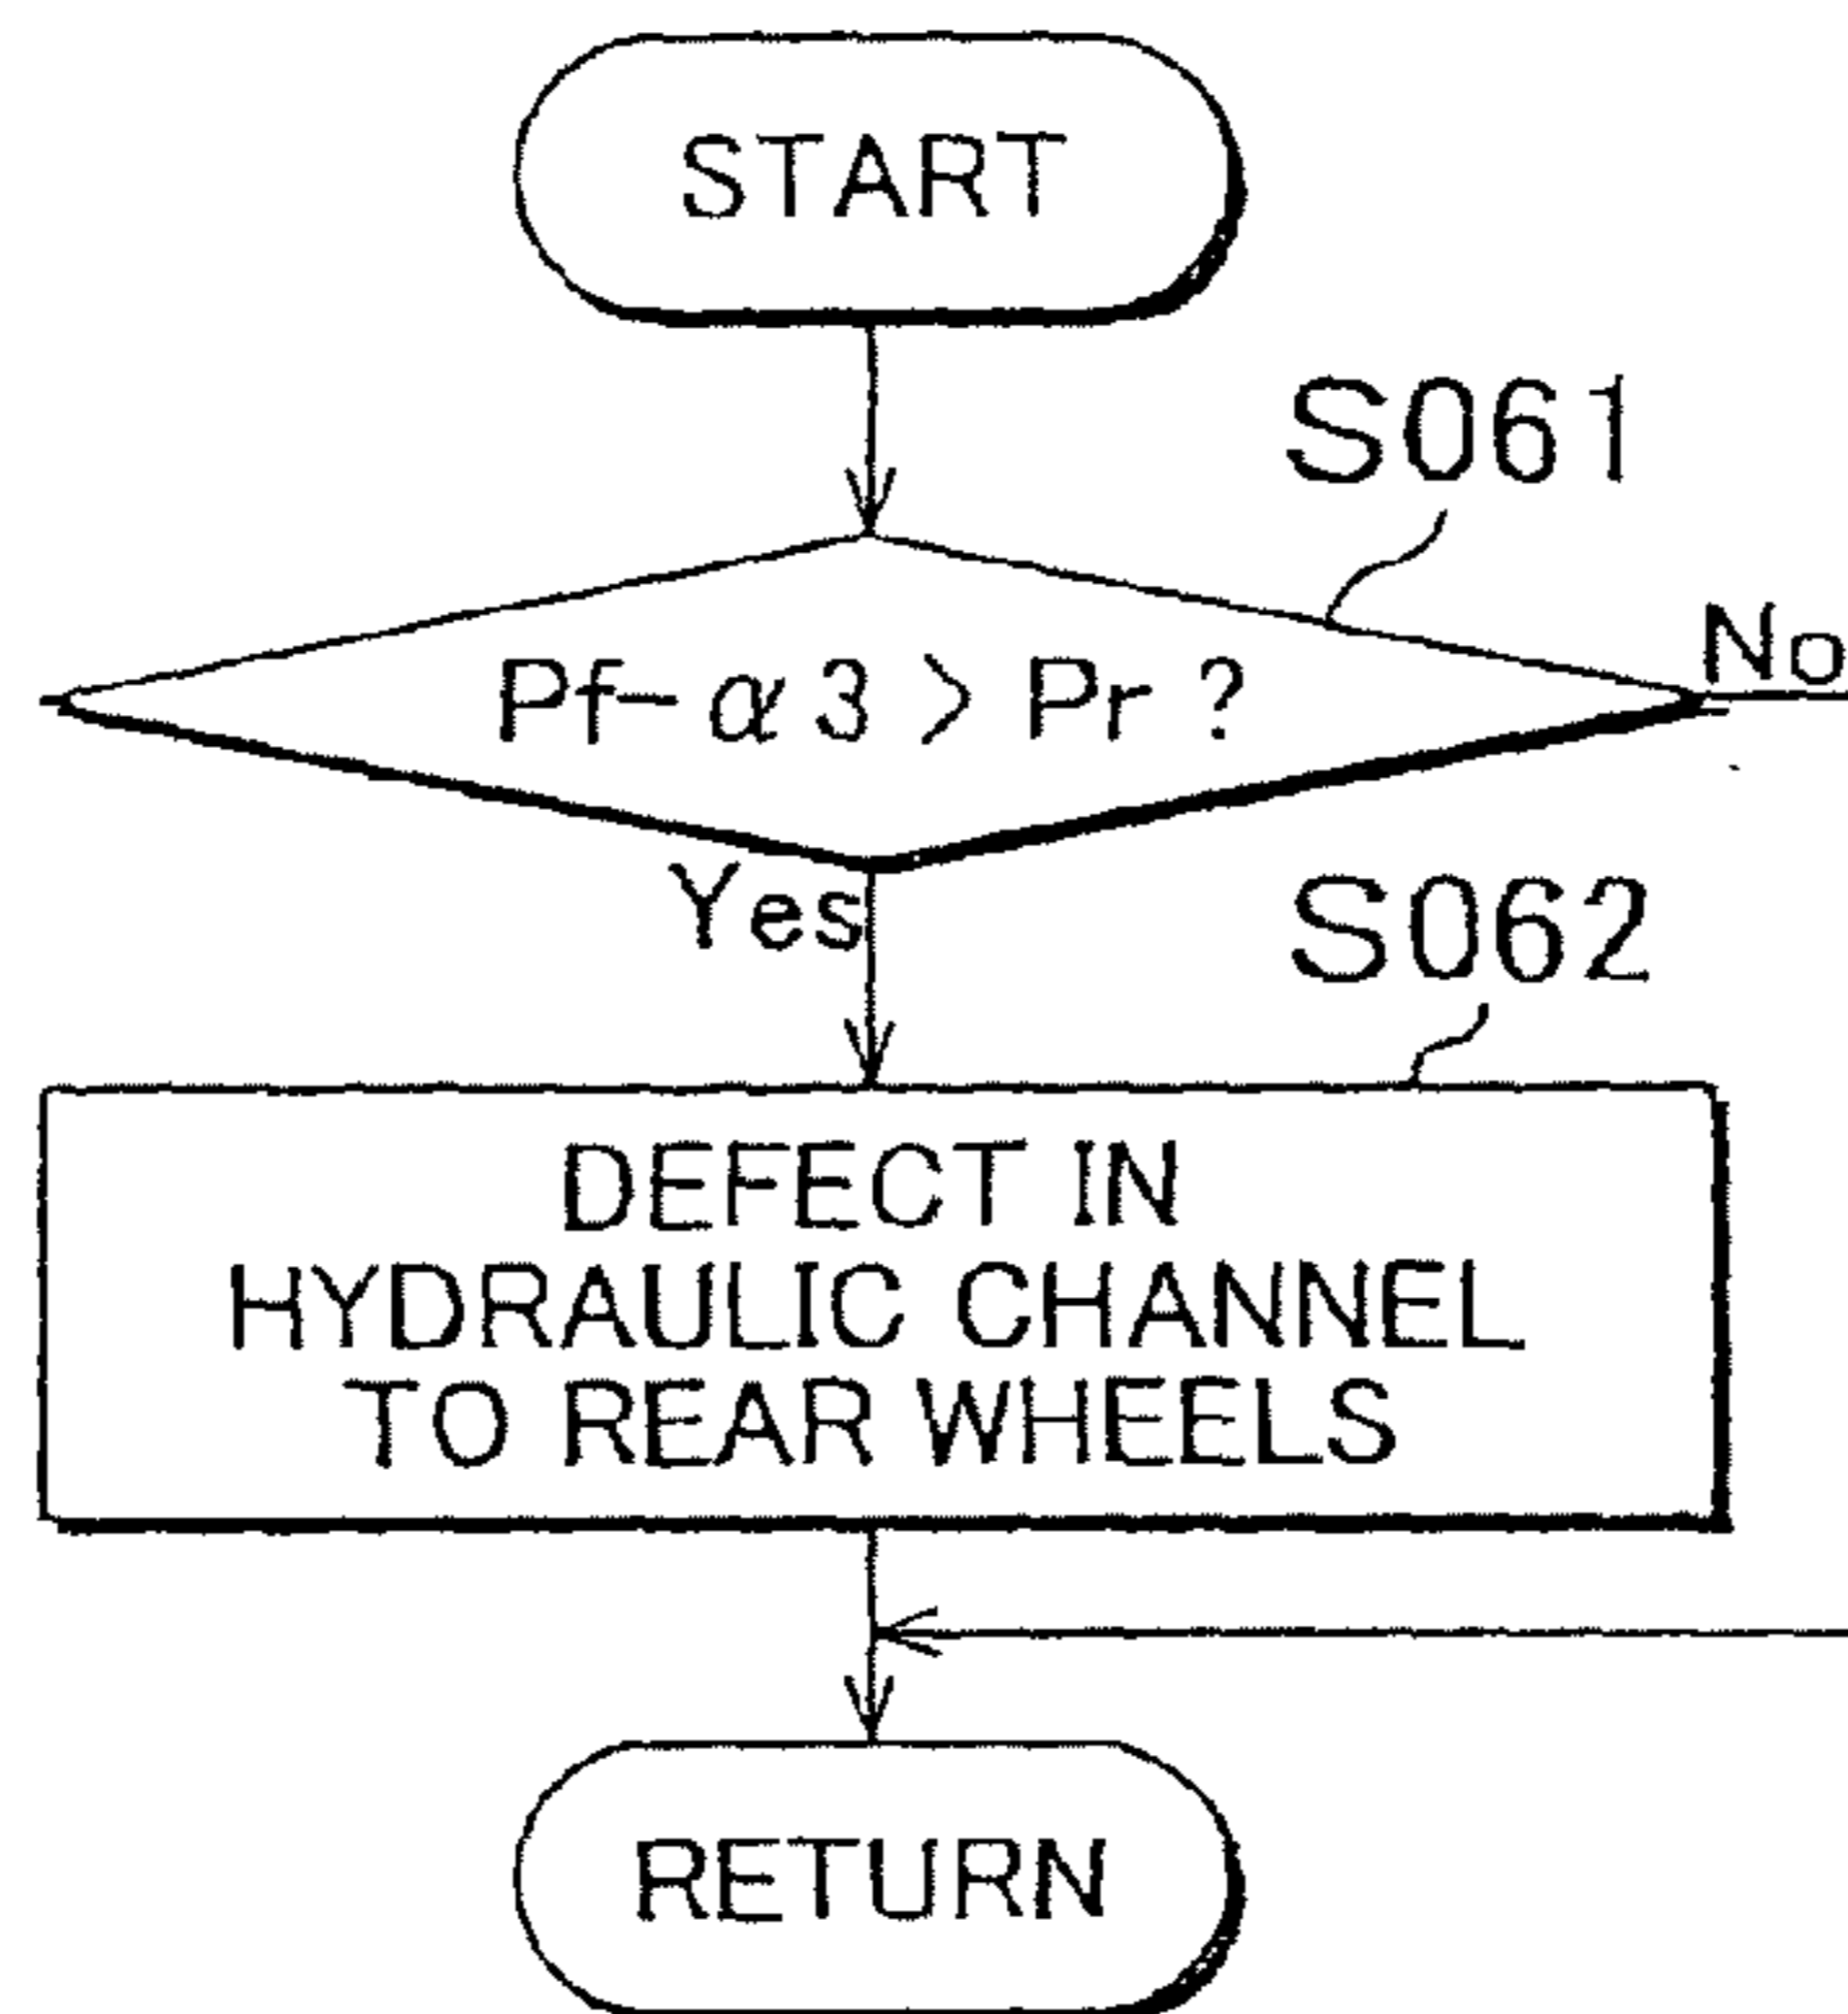 START
S061
Pf-α3 > Pr ?
No
Yes
S062
DEFECT IN
HYDRAULIC CHANNEL
TO REAR WHEELS
RETURN